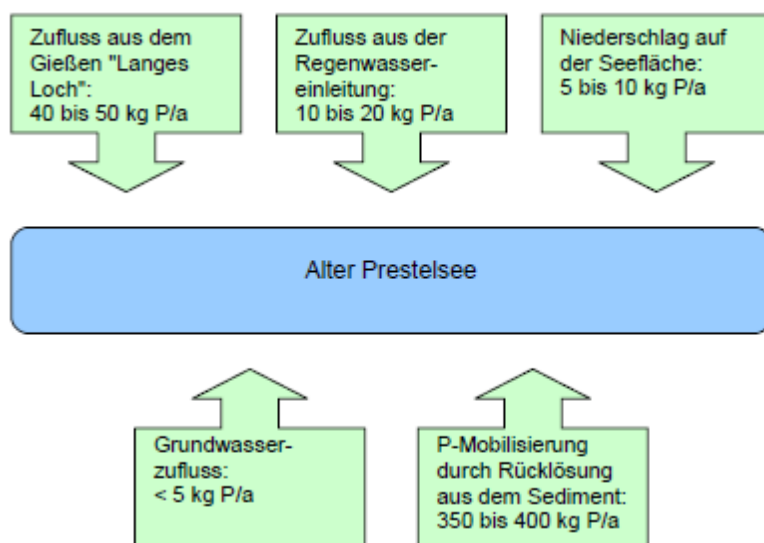 Zufluss aus dem
Gießen "Langes
Loch":
40 bis 50 kg P/a
Zufluss aus der
Regenwasser-
einleitung:
10 bis 20 kg P/a
Niederschlag auf
der Seefläche:
5 bis 10 kg P/a
Alter Prestelsee
Grundwasser-
zufluss:
< 5 kg P/a
P-Mobilisierung
durch Rücklösung
aus dem Sediment:
350 bis 400 kg P/a